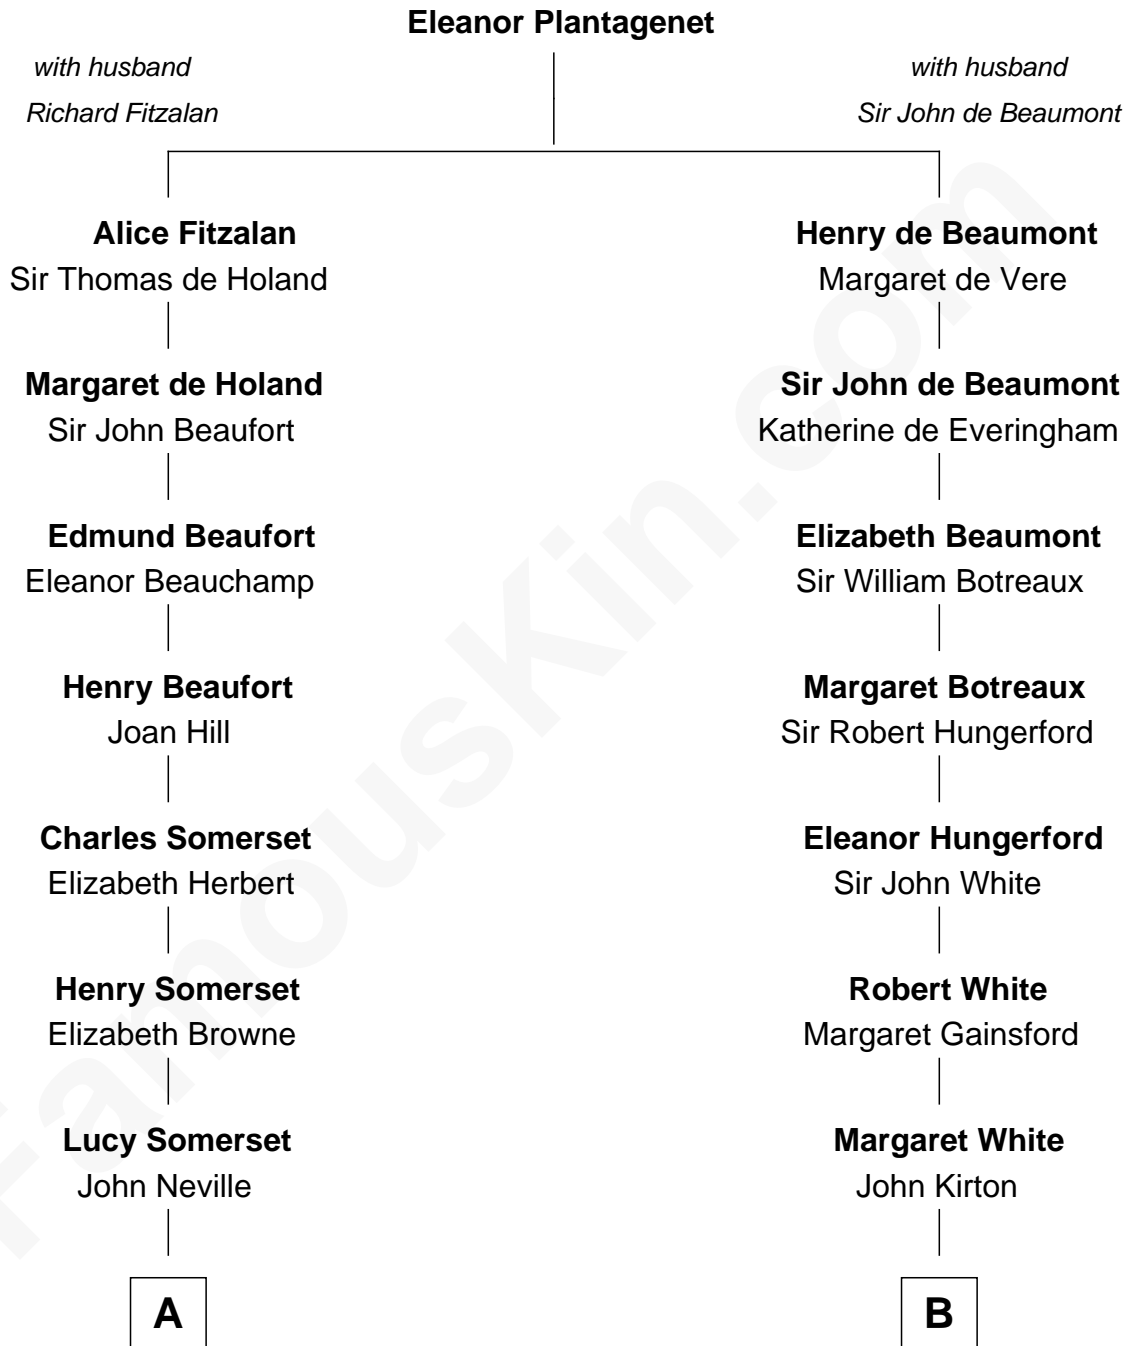 Eleanor Plantagenet
with husband
Richard Fitzalan
with husband
Sir John de Beaumont
Alice Fitzalan
Sir Thomas de Holand
Henry de Beaumont
Margaret de Vere
Margaret de Holand
Sir John Beaufort
Sir John de Beaumont
Katherine de Everingham
Edmund Beaufort
Eleanor Beauchamp
Elizabeth Beaumont
Sir William Botreaux
Henry Beaufort
Joan Hill
Margaret Botreaux
Sir Robert Hungerford
Charles Somerset
Elizabeth Herbert
Eleanor Hungerford
Sir John White
Henry Somerset
Elizabeth Browne
Robert White
Margaret Gainsford
Lucy Somerset
John Neville
Margaret White
John Kirton
A
B
FamousKin.com